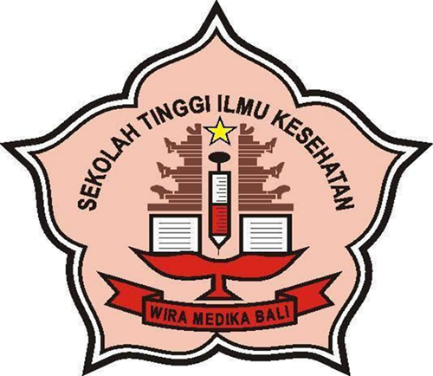 SEKOLAH TINGGI ILMU KESEHATAN
WIRA MEDIKA BALI